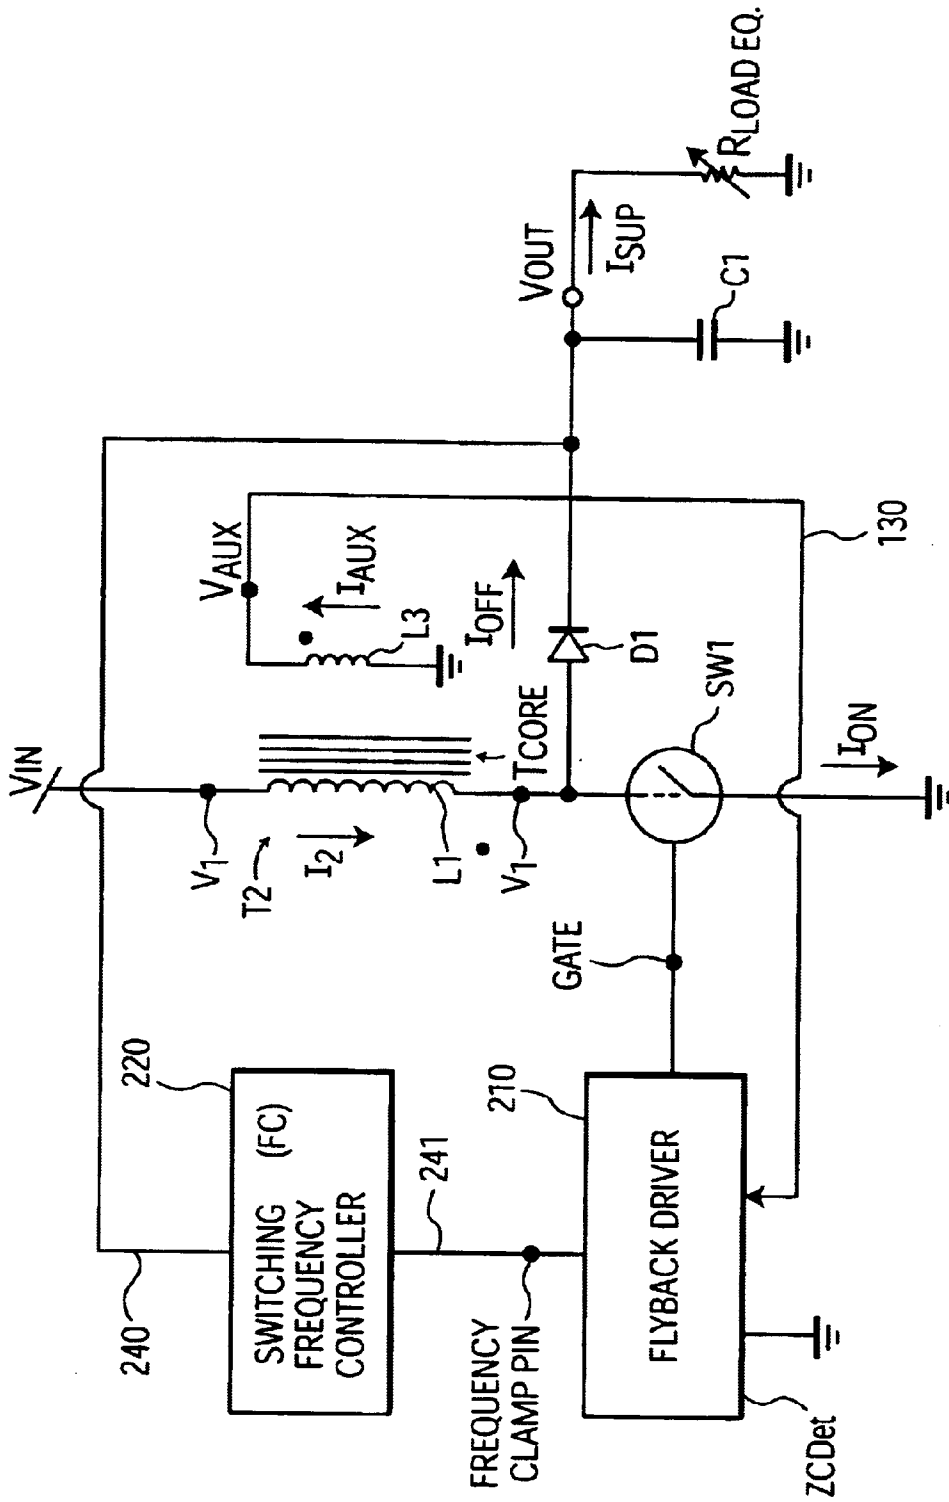 VIN
V1
T2
I2
L1
V1
TCORE
VAUX
IAUX
L3
IOFF
D1
SW1
ION
130
VOUT
ISUP
C1
RLOAD EQ.
GATE
240
220
SWITCHING (FC)
FREQUENCY
CONTROLLER
241
FREQUENCY
CLAMP PIN
210
FLYBACK DRIVER
ZCDet